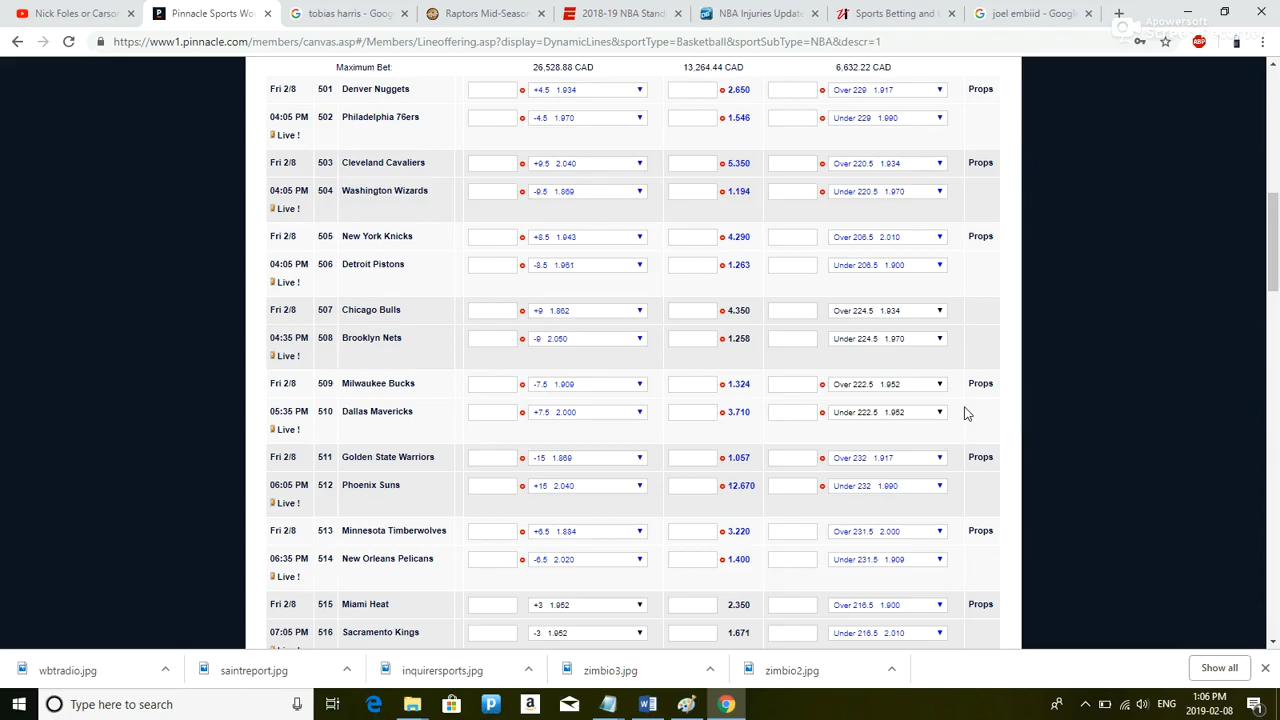 Nick Foles or Carson
Pinnacle Sports Wo
tobias harris - Goog
Raptors Mid-Season
2018-19 NBA Stand
NBA Injuries Update
Sports Betting and
joel embiid - Google
Apowersoft
Screen Recorder
https://www1.pinnacle.com/members/canvas.asp#/Members
display=DynamicLines&sportType=Basketball&sportSubType=NBA&descr=1
Maximum Bet: 26,528.88 CAD 13,264.44 CAD 6,632.22 CAD
Fri 2/8 501 Denver Nuggets +4.5 1.934 2.650 Over 229 1.917 Props
04:05 PM 502 Philadelphia 76ers -4.5 1.970 1.546 Under 229 1.990
Live !
Fri 2/8 503 Cleveland Cavaliers +9.5 2.040 5.350 Over 220.5 1.934 Props
04:05 PM 504 Washington Wizards -9.5 1.869 1.194 Under 220.5 1.970
Live !
Fri 2/8 505 New York Knicks +8.5 1.943 4.290 Over 206.5 2.010 Props
04:05 PM 506 Detroit Pistons -8.5 1.961 1.263 Under 206.5 1.900
Live !
Fri 2/8 507 Chicago Bulls +9 1.862 4.350 Over 224.5 1.934
04:35 PM 508 Brooklyn Nets -9 2.050 1.258 Under 224.5 1.970
Live !
Fri 2/8 509 Milwaukee Bucks -7.5 1.909 1.324 Over 222.5 1.952 Props
05:35 PM 510 Dallas Mavericks +7.5 2.000 3.710 Under 222.5 1.952
Live !
Fri 2/8 511 Golden State Warriors -15 1.869 1.057 Over 232 1.917 Props
06:05 PM 512 Phoenix Suns +15 2.040 12.670 Under 232 1.990
Live !
Fri 2/8 513 Minnesota Timberwolves +6.5 1.884 3.220 Over 231.5 2.000 Props
06:35 PM 514 New Orleans Pelicans -6.5 2.020 1.400 Under 231.5 1.909
Live !
Fri 2/8 515 Miami Heat +3 1.952 2.350 Over 216.5 1.900 Props
07:05 PM 516 Sacramento Kings -3 1.952 1.671 Under 216.5 2.010
wbtradio.jpg
saintreport.jpg
inquirersports.jpg
zimbio3.jpg
zimbio2.jpg
Show all
Type here to search
ENG
1:06 PM
2019-02-08